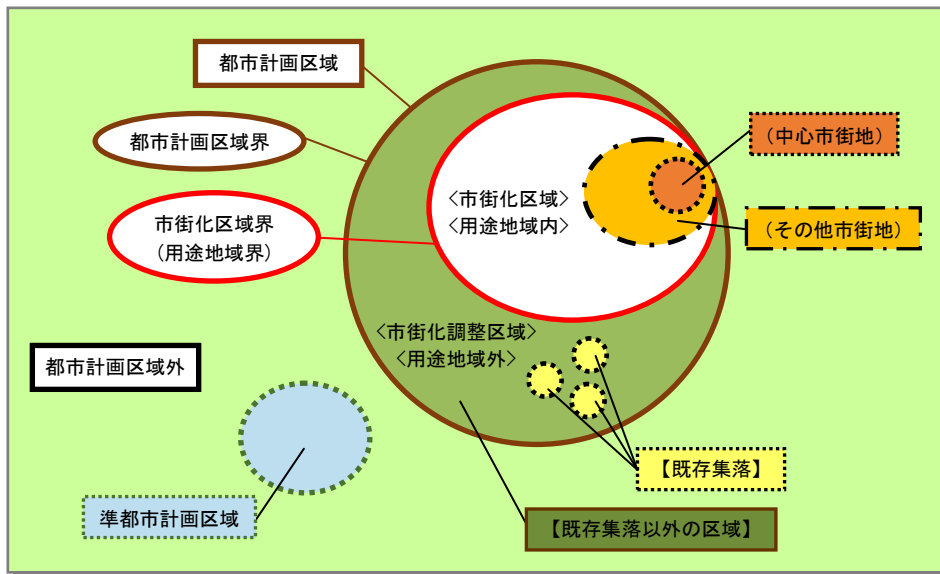 都市計画区域
都市計画区域界
(中心市街地)
市街化区域界
(用途地域界)
<市街化区域>
<用途地域内>
(その他市街地)
<市街化調整区域>
<用途地域外>
都市計画区域外
【既存集落】
準都市計画区域
【既存集落以外の区域】